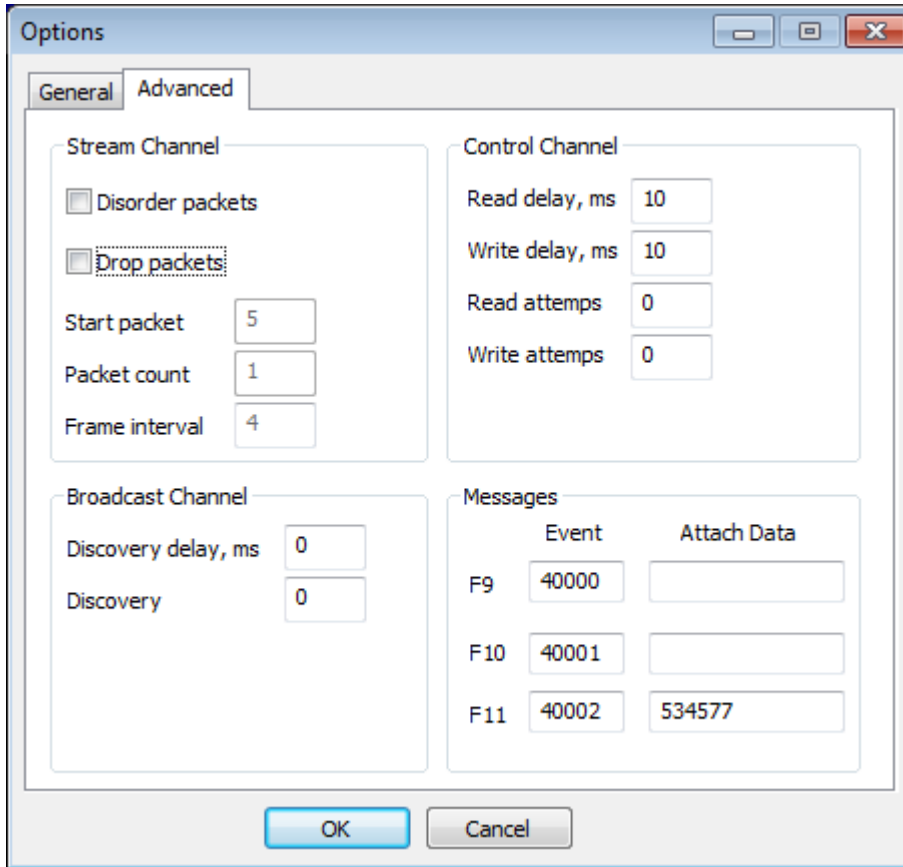 Options
General Advanced
Stream Channel
Disorder packets
Drop packets
Start packet 5
Packet count 1
Frame interval 4
Control Channel
Read delay, ms 10
Write delay, ms 10
Read attemps 0
Write attemps 0
Broadcast Channel
Discovery delay, ms 0
Discovery 0
Messages
Event Attach Data
F9 40000
F10 40001
F11 40002 534577
OK Cancel